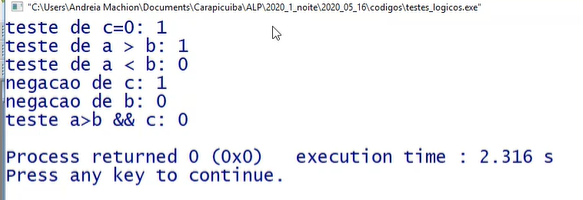 "C:\Users\Andreia Machion\Documents\Carapicuiba\ALP\2020_1_noite\2020_05_16\codigos\testes_logicos.exe"
teste de c=0: 1
teste de a > b: 1
teste de a < b: 0
negacao de c: 1
negacao de b: 0
teste a>b && c: 0
Process returned 0 (0x0)   execution time : 2.316 s
Press any key to continue.